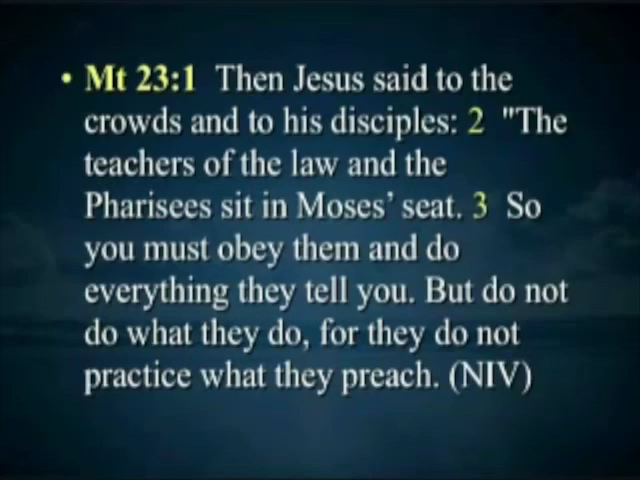 • Mt 23:1 Then Jesus said to the
crowds and to his disciples: 2 "The
teachers of the law and the
Pharisees sit in Moses’ seat. 3 So
you must obey them and do
everything they tell you. But do not
do what they do, for they do not
practice what they preach. (NIV)